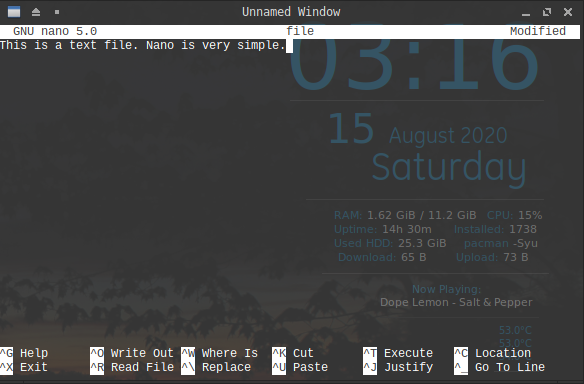 Unnamed Window
GNU nano 5.0 file Modified
This is a text file. Nano is very simple.
03:16
15 August 2020
Saturday
RAM: 1.62 GiB / 11.2 GiB CPU: 15%
Uptime: 14h 30m Installed: 1738
Used HDD: 25.3 GiB pacman -Syu
Download: 65 B Upload: 73 B
Now Playing:
Dope Lemon - Salt & Pepper
53.0°C
53.0°C
^G Help ^O Write Out ^W Where Is ^K Cut ^T Execute ^C Location
^X Exit ^R Read File ^\ Replace ^U Paste ^J Justify ^_ Go To Line